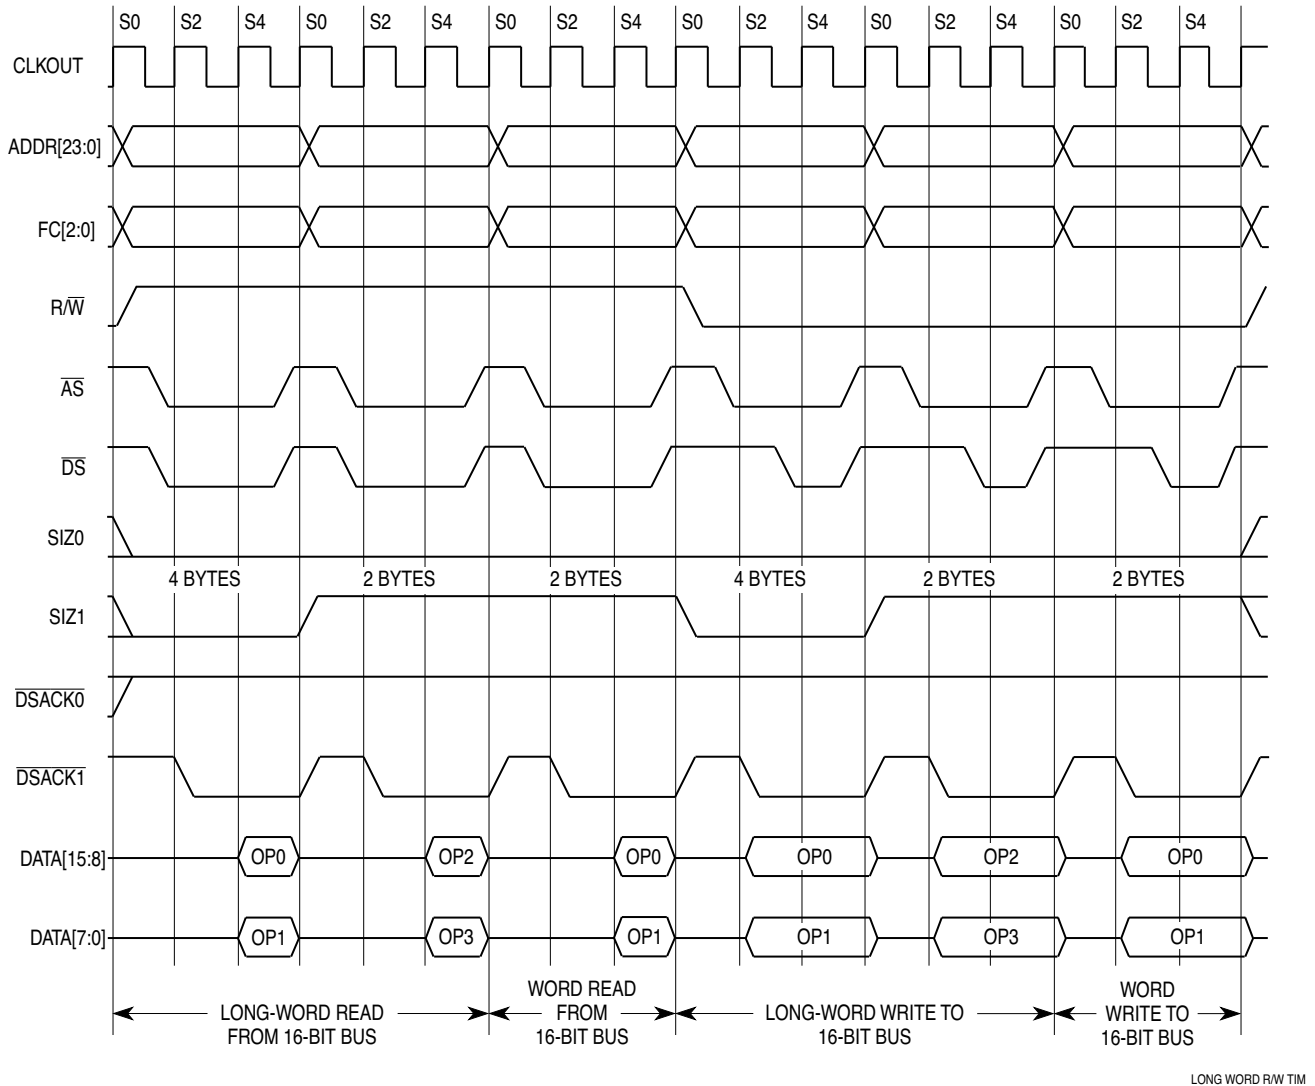 S0 S2 S4 S0 S2 S4 S0 S2 S4 S0 S2 S4 S0 S2 S4 S0 S2 S4
CLKOUT
ADDR[23:0]
FC[2:0]
R/W
AS
DS
SIZ0
4 BYTES 2 BYTES 2 BYTES 4 BYTES 2 BYTES 2 BYTES
SIZ1
DSACK0
DSACK1
DATA[15:8] OP0 OP2 OP0 OP0 OP2 OP0
DATA[7:0] OP1 OP3 OP1 OP1 OP3 OP1
LONG-WORD READ
FROM 16-BIT BUS
WORD READ
FROM
16-BIT BUS
LONG-WORD WRITE TO
16-BIT BUS
WORD
WRITE TO
16-BIT BUS
LONG WORD R/W TIM